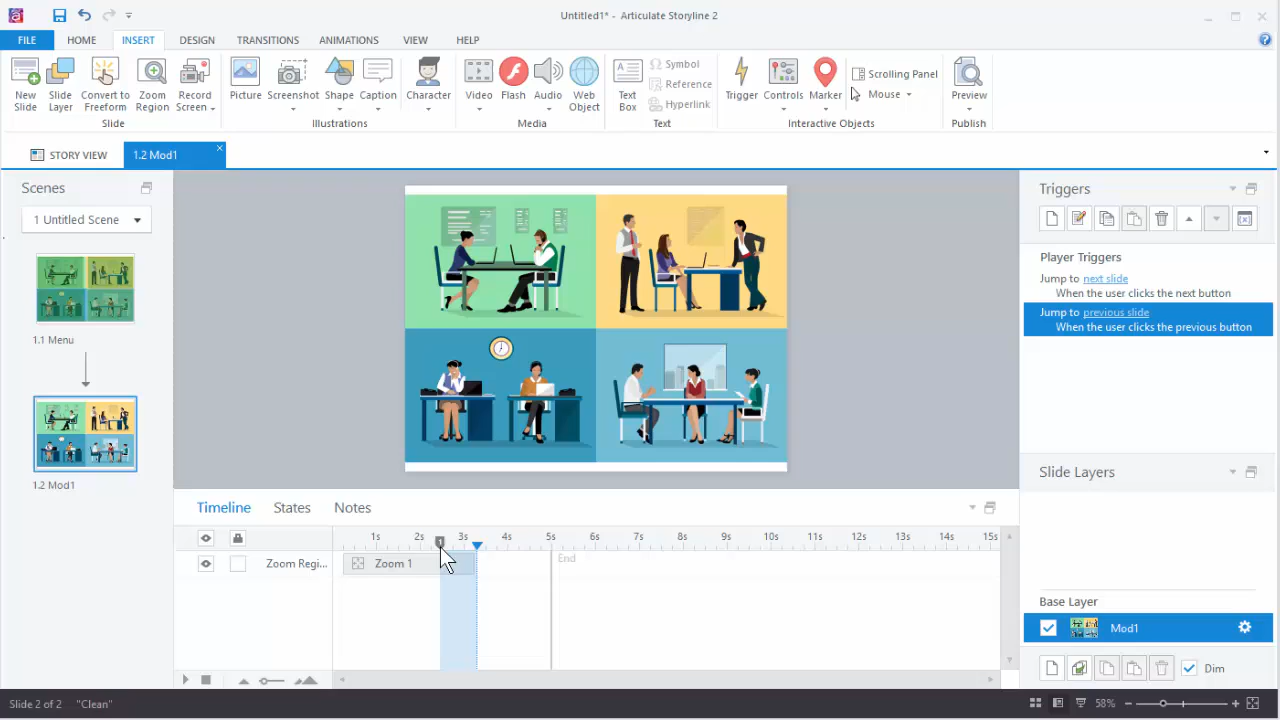 Untitled1* - Articulate Storyline 2
FILE HOME INSERT DESIGN TRANSITIONS ANIMATIONS VIEW HELP
New Slide
Slide Layer
Convert to Freeform
Zoom Region
Record Screen
Slide
Picture
Screenshot
Shape
Caption
Character
Illustrations
Video
Flash
Audio
Web Object
Media
Text Box
Symbol
Reference
Hyperlink
Text
Trigger
Controls
Marker
Scrolling Panel
Mouse
Interactive Objects
Preview
Publish
STORY VIEW
1.2 Mod1
Scenes
1 Untitled Scene
1.1 Menu
1.2 Mod1
Triggers
Player Triggers
Jump to next slide
When the user clicks the next button
Jump to previous slide
When the user clicks the previous button
Slide Layers
Base Layer
Mod1
Dim
Timeline States Notes
1s 2s 3s 4s 5s 6s 7s 8s 9s 10s 11s 12s 13s 14s 15s
1
Zoom Regi... Zoom 1 End
Slide 2 of 2 "Clean" 58%